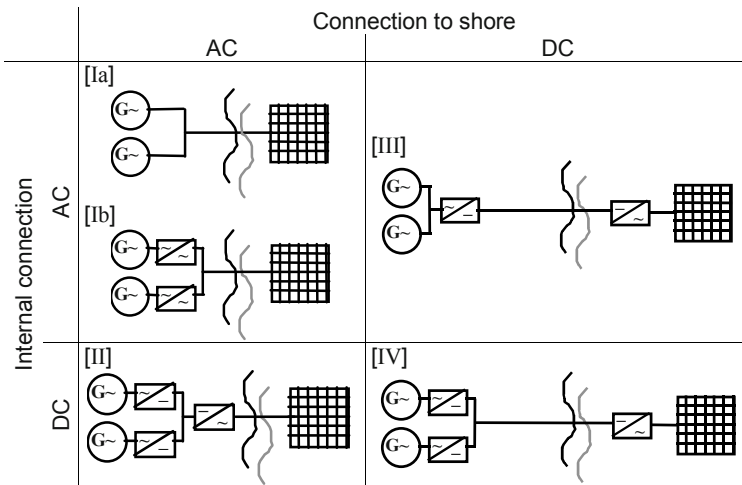 Connection to shore
AC
DC
Internal connection
AC
[Ia]
G~
G~
[Ib]
G~ ~ ~
G~ ~ ~
[III]
G~
G~
~ –
– ~
DC
[II]
G~ ~ –
G~ ~ –
– ~
[IV]
G~ ~ –
G~ ~ –
– ~